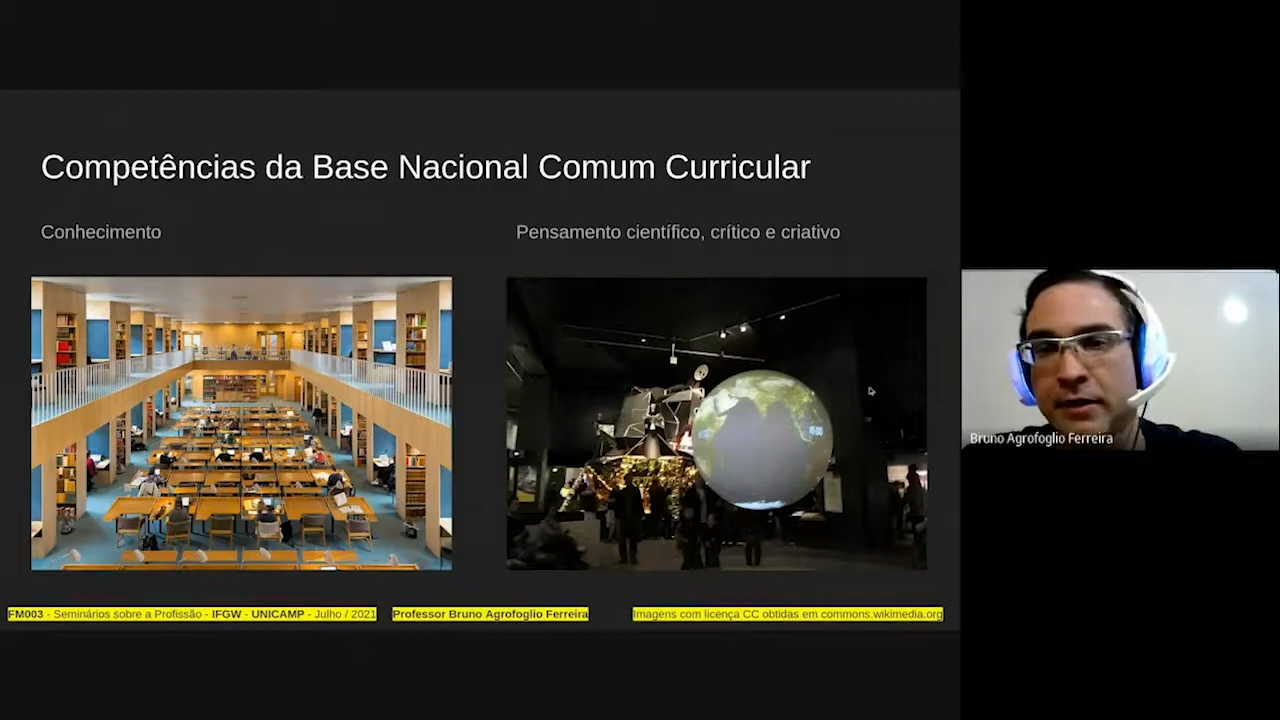 Competências da Base Nacional Comum Curricular
Conhecimento
Pensamento científico, crítico e criativo
Bruno Agrofoglio Ferreira
FM003 - Seminários sobre a Profissão - IFGW - UNICAMP - Julho / 2021
Professor Bruno Agrofoglio Ferreira
Imagens com licença CC obtidas em commons.wikimedia.org